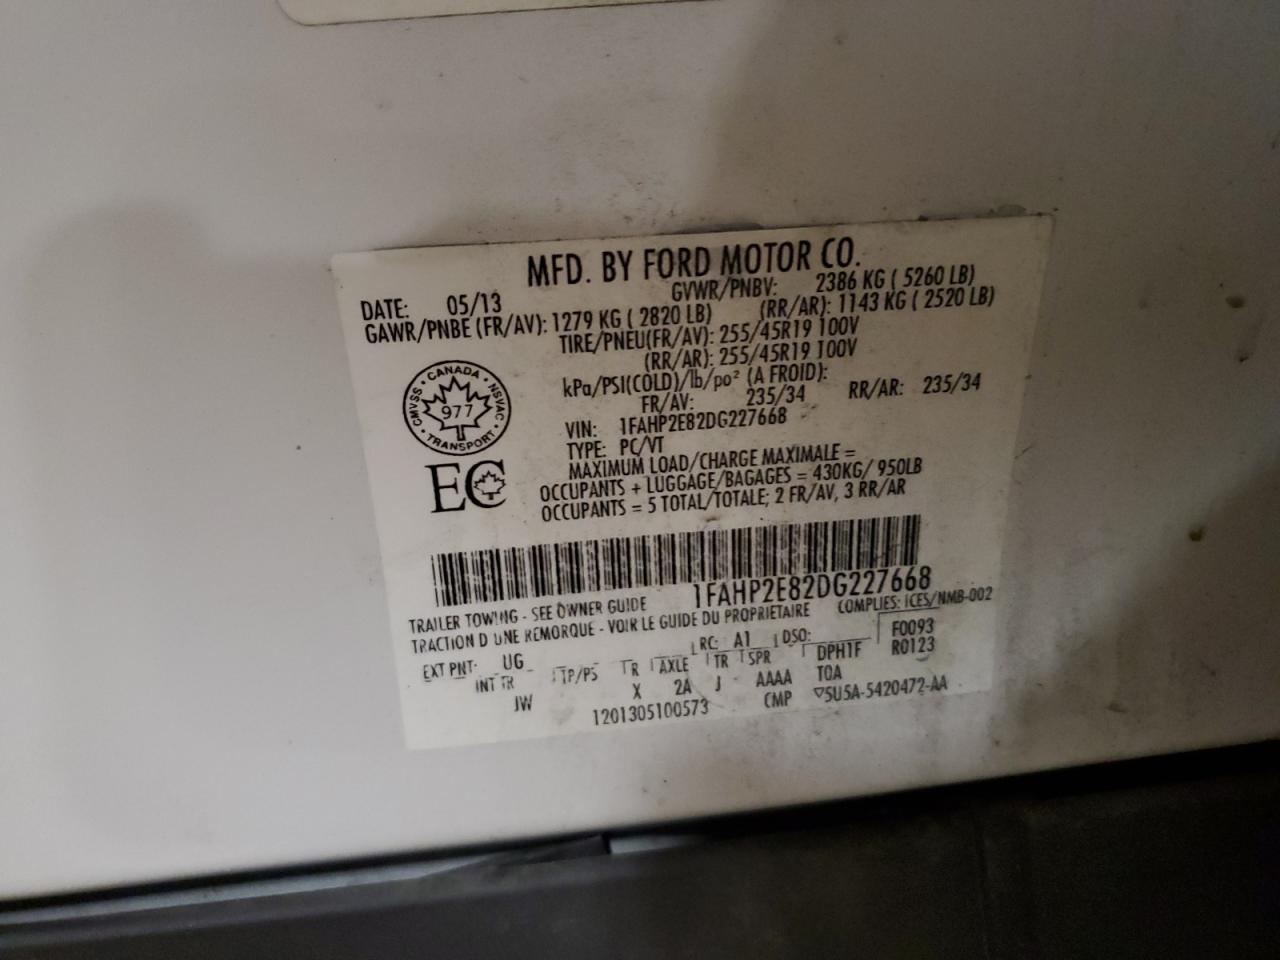 MFD. BY FORD MOTOR CO.
DATE: 05/13 GVWR/PNBV: 2386 KG ( 5260 LB)
GAWR/PNBE (FR/AV): 1279 KG ( 2820 LB) (RR/AR): 1143 KG ( 2520 LB)
TIRE/PNEU(FR/AV): 255/45R19 100V
(RR/AR): 255/45R19 100V
kPa/PSI(COLD)/lb/po² (A FROID):
FR/AV: 235/34 RR/AR: 235/34
CANADA · NSVAC · TRANSPORT · CMVSS
977
VIN: 1FAHP2E82DG227668
TYPE: PC/VT
EC
MAXIMUM LOAD/CHARGE MAXIMALE =
OCCUPANTS + LUGGAGE/BAGAGES = 430KG/ 950LB
OCCUPANTS = 5 TOTAL/TOTALE; 2 FR/AV, 3 RR/AR
1FAHP2E82DG227668
TRAILER TOWING - SEE OWNER GUIDE COMPLIES: ICES/NMB-002
TRACTION D UNE REMORQUE - VOIR LE GUIDE DU PROPRIETAIRE
EXT PNT: UG RC: A1 DSO: F0093
INT TR TP/PS R AXLE TR SPR DPH1F R0123
JW X 2A J AAAA TOA
1201305100573 CMP ▽5U5A-5420472-AA